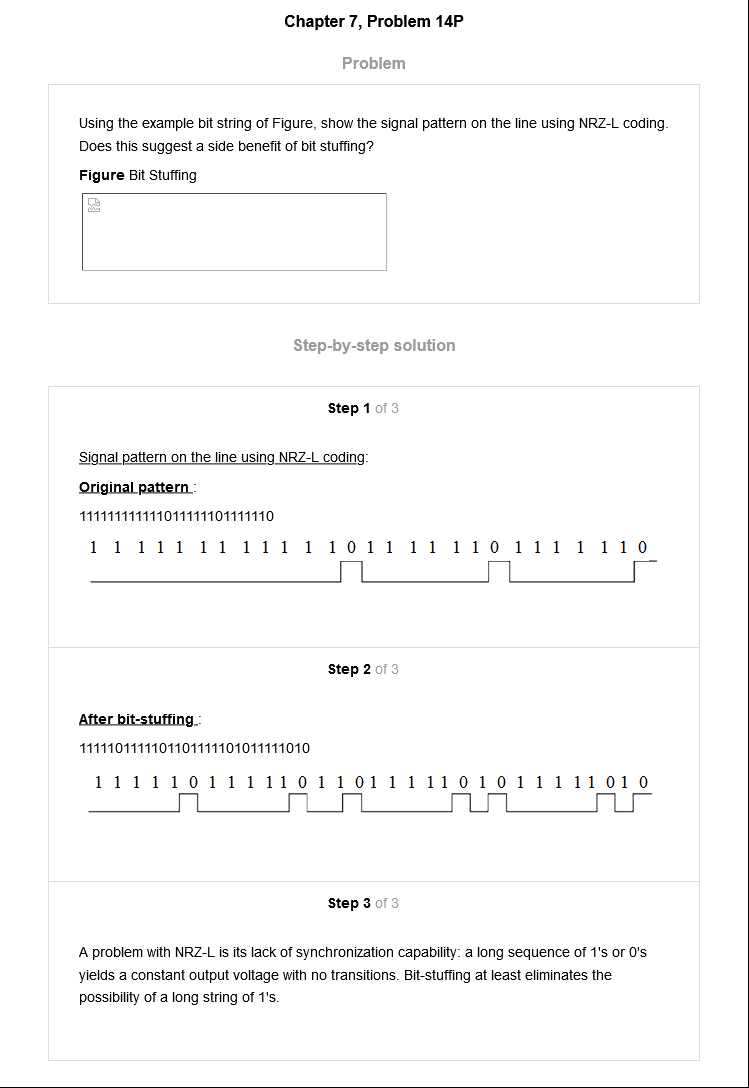 Chapter 7, Problem 14P
Problem
Using the example bit string of Figure, show the signal pattern on the line using NRZ-L coding.
Does this suggest a side benefit of bit stuffing?
Figure Bit Stuffing
Step-by-step solution
Step 1 of 3
Signal pattern on the line using NRZ-L coding:
Original pattern :
111111111111011111101111110
1 1 1 1 1 1 1 1 1 1 1 1 0 1 1 1 1 1 1 0 1 1 1 1 1 1 0
Step 2 of 3
After bit-stuffing :
1111101111101101111101011111010
1 1 1 1 1 0 1 1 1 1 1 0 1 1 0 1 1 1 1 1 0 1 0 1 1 1 1 1 0 1 0
Step 3 of 3
A problem with NRZ-L is its lack of synchronization capability: a long sequence of 1's or 0's
yields a constant output voltage with no transitions. Bit-stuffing at least eliminates the
possibility of a long string of 1's.